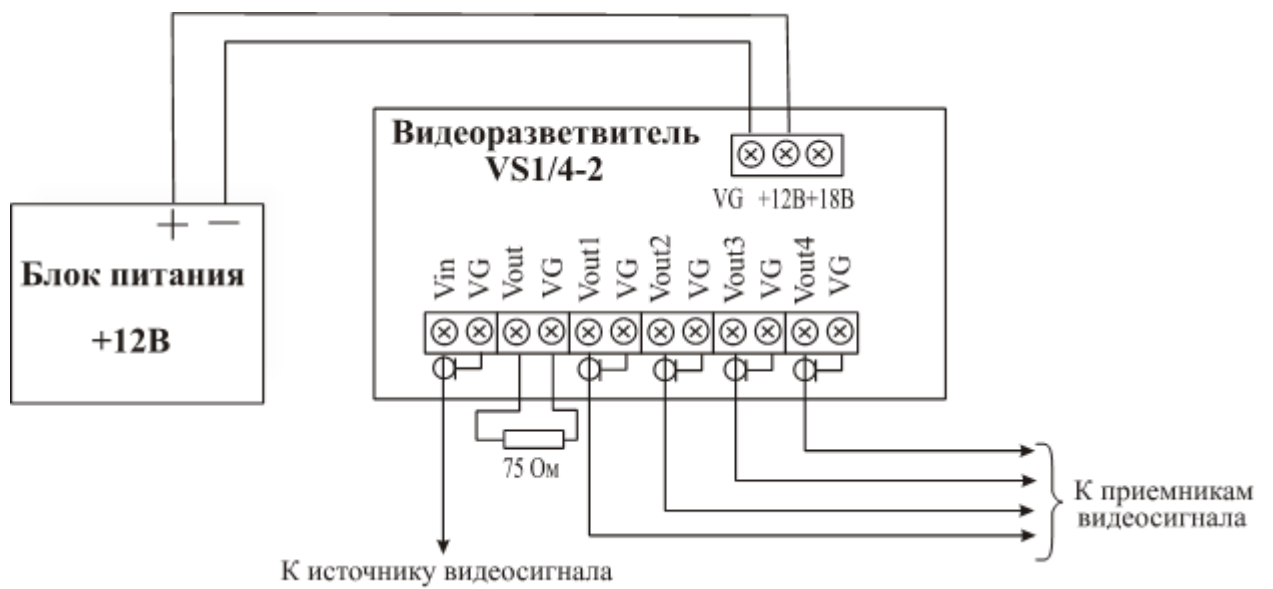 Видеоразветвитель
VS1/4-2
VG +12В+18В
+ −
Блок питания
+12В
Vin VG Vout VG Vout1 VG Vout2 VG Vout3 VG Vout4 VG
75 Ом
К приемникам
видеосигнала
К источнику видеосигнала